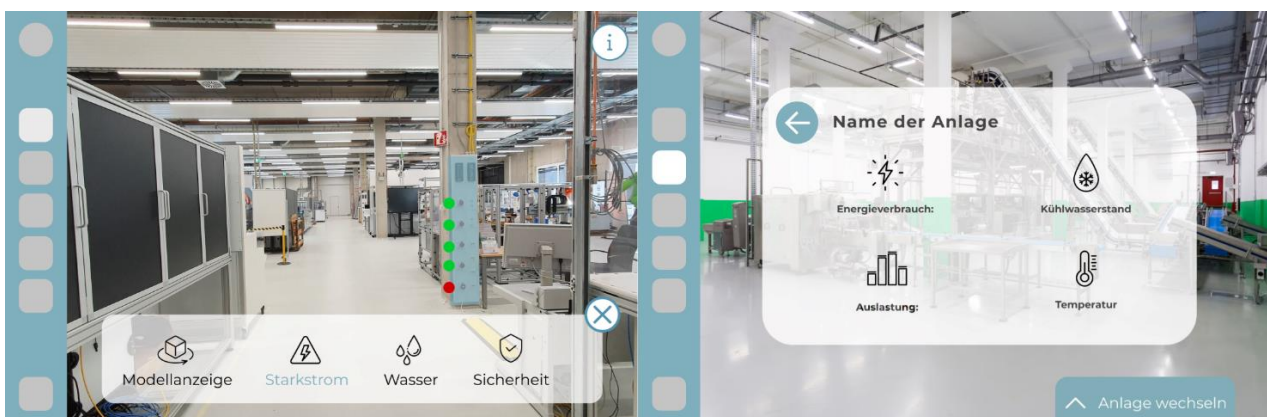 i
Modellanzeige
Starkstrom
Wasser
Sicherheit
Name der Anlage
Energieverbrauch:
Kühlwasserstand
Auslastung:
Temperatur
Anlage wechseln